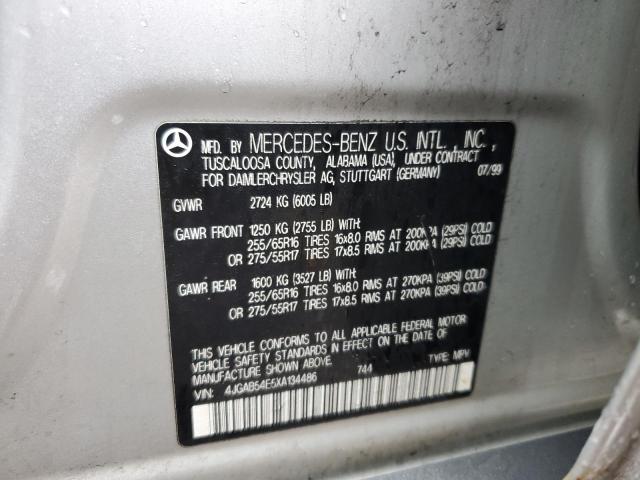 MFD. BY MERCEDES-BENZ U.S. INTL. , INC. ,
TUSCALOOSA COUNTY, ALABAMA (USA), UNDER CONTRACT
FOR DAIMLERCHRYSLER AG, STUTTGART (GERMANY) 07/99
GVWR 2724 KG (6005 LB)
GAWR FRONT 1250 KG (2755 LB) WITH:
255/65R16 TIRES 16x8.0 RIMS AT 200KPA (29PSI) COLD
OR 275/55R17 TIRES 17x8.5 RIMS AT 200KPA (29PSI) COLD
GAWR REAR 1600 KG (3527 LB) WITH:
255/65R16 TIRES 16x8.0 RIMS AT 270KPA (39PSI) COLD
OR 275/55R17 TIRES 17x8.5 RIMS AT 270KPA (39PSI) COLD
THIS VEHICLE CONFORMS TO ALL APPLICABLE FEDERAL MOTOR
VEHICLE SAFETY STANDARDS IN EFFECT ON THE DATE OF
MANUFACTURE SHOWN ABOVE. 744 TYPE: MPV
VIN: 4JGAB54E5XA134486